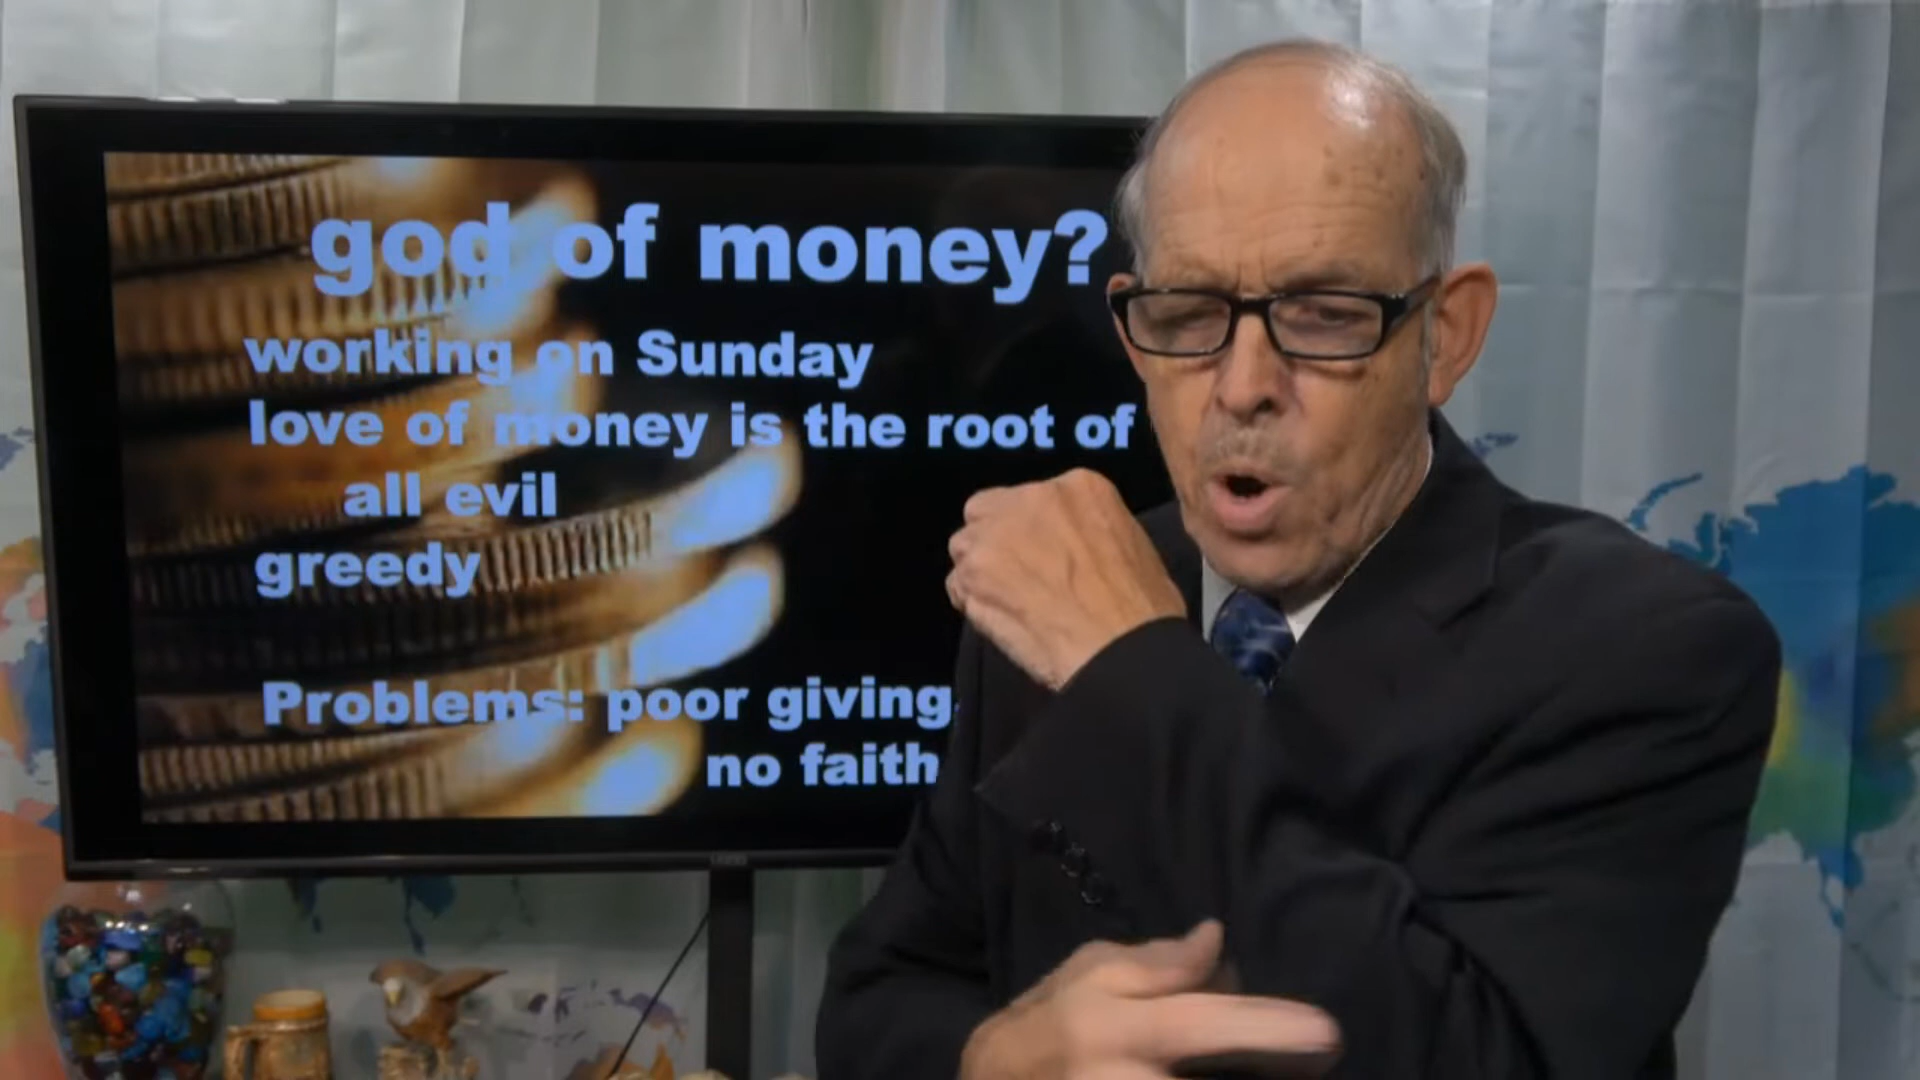 god of money?
working on Sunday
love of money is the root of
all evil
greedy
Problems: poor giving
no faith